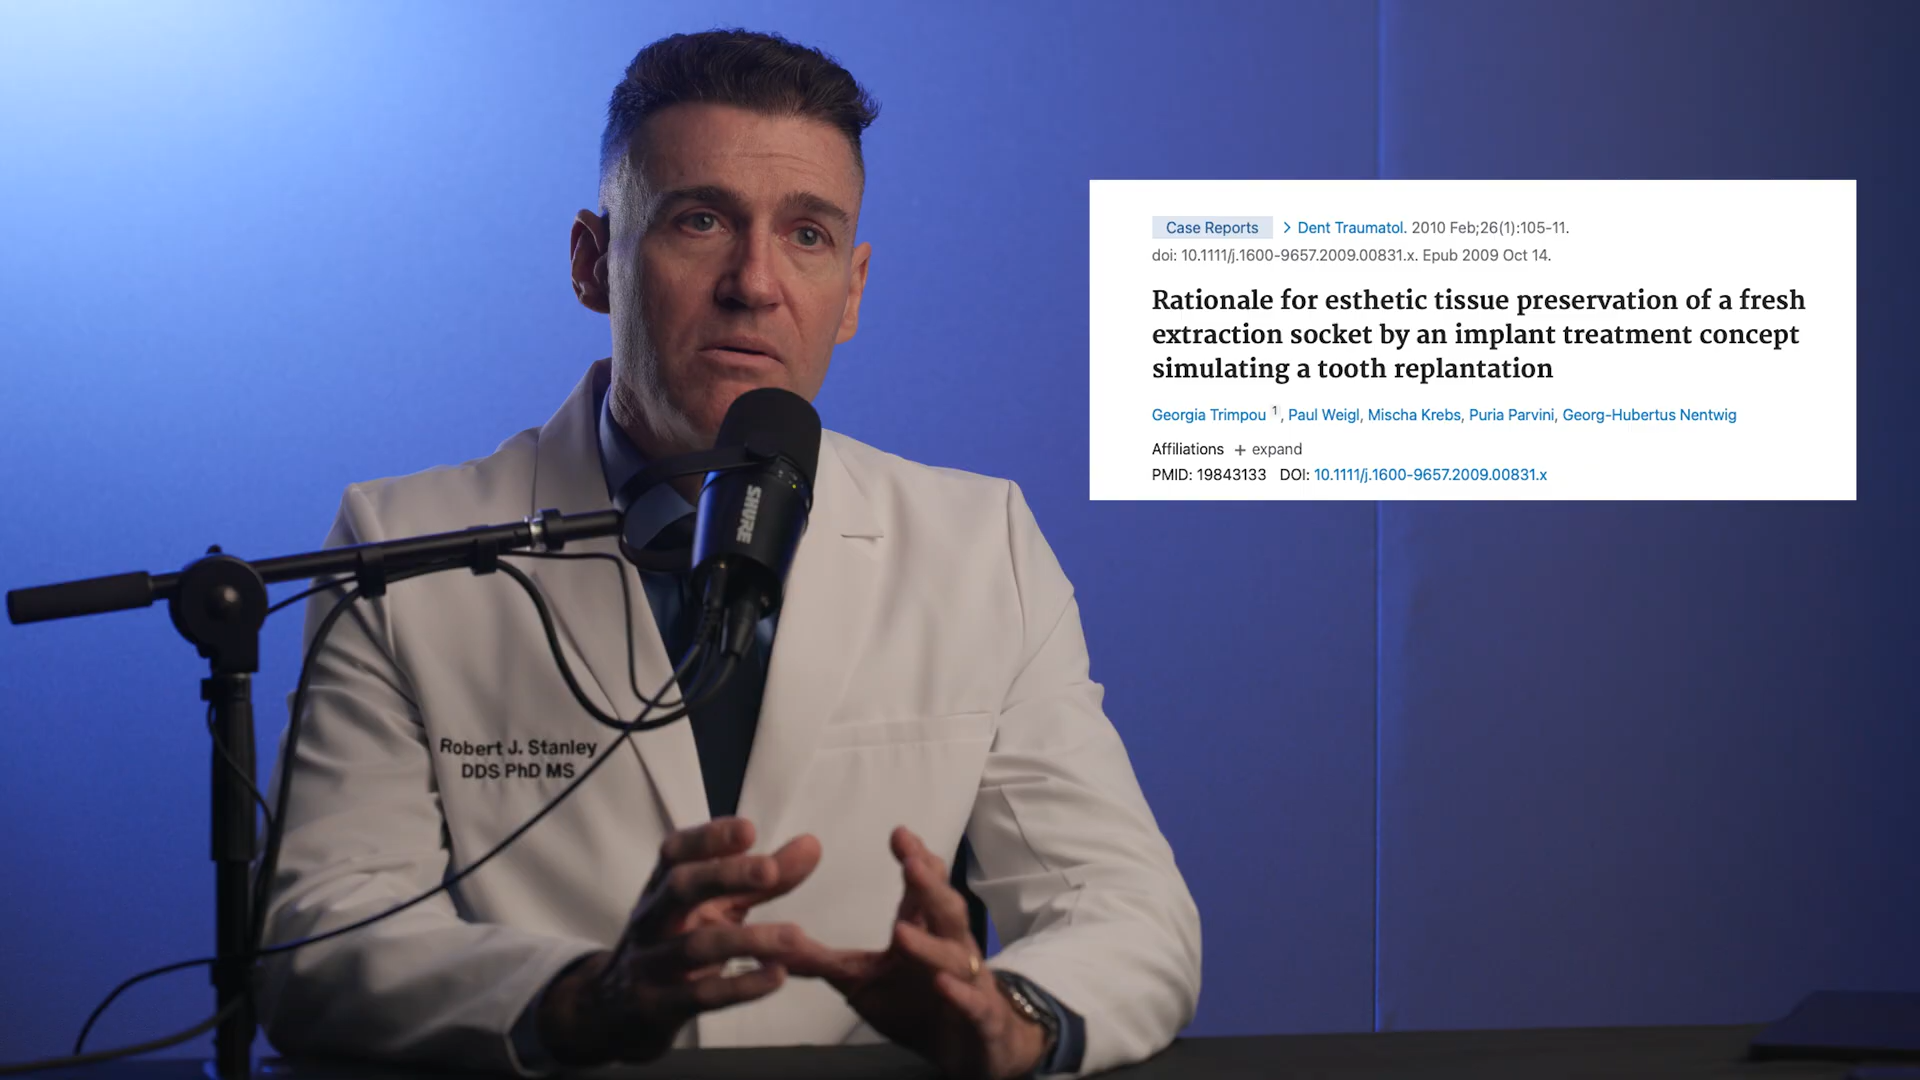 Case Reports > Dent Traumatol. 2010 Feb;26(1):105-11.
doi: 10.1111/j.1600-9657.2009.00831.x. Epub 2009 Oct 14.
Rationale for esthetic tissue preservation of a fresh
extraction socket by an implant treatment concept
simulating a tooth replantation
Georgia Trimpou 1, Paul Weigl, Mischa Krebs, Puria Parvini, Georg-Hubertus Nentwig
Affiliations + expand
PMID: 19843133 DOI: 10.1111/j.1600-9657.2009.00831.x
SHURE
Robert J. Stanley
DDS PhD MS